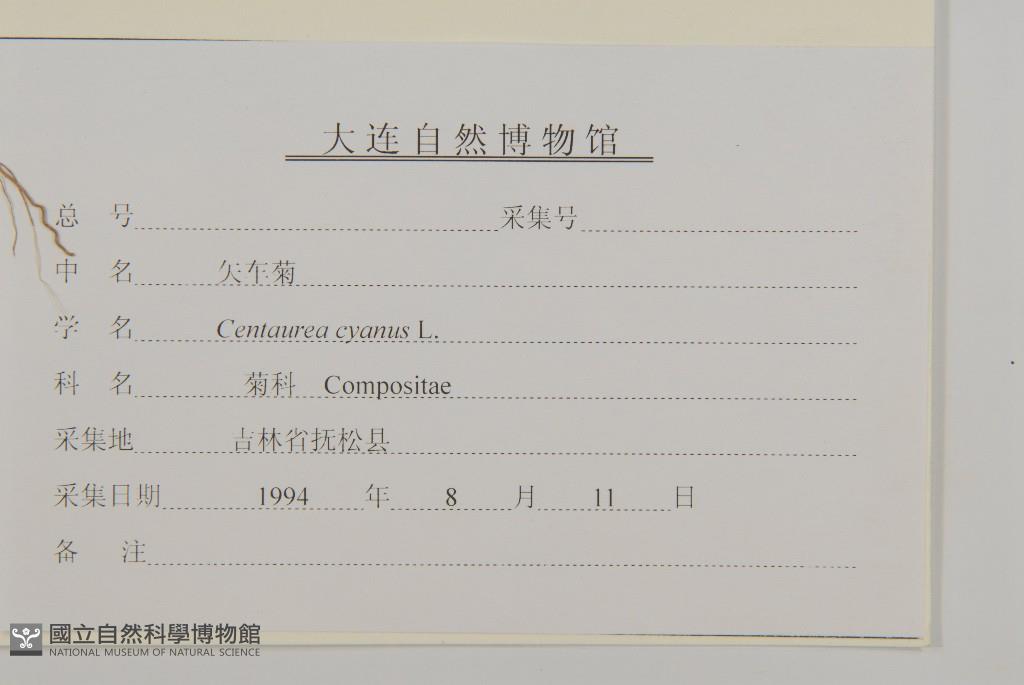 大连自然博物馆
总 号 采集号
中 名 矢车菊
学 名 Centaurea cyanus L.
科 名 菊科 Compositae
采集地 吉林省抚松县
采集日期 1994 年 8 月 11 日
备 注
國立自然科學博物館
NATIONAL MUSEUM OF NATURAL SCIENCE